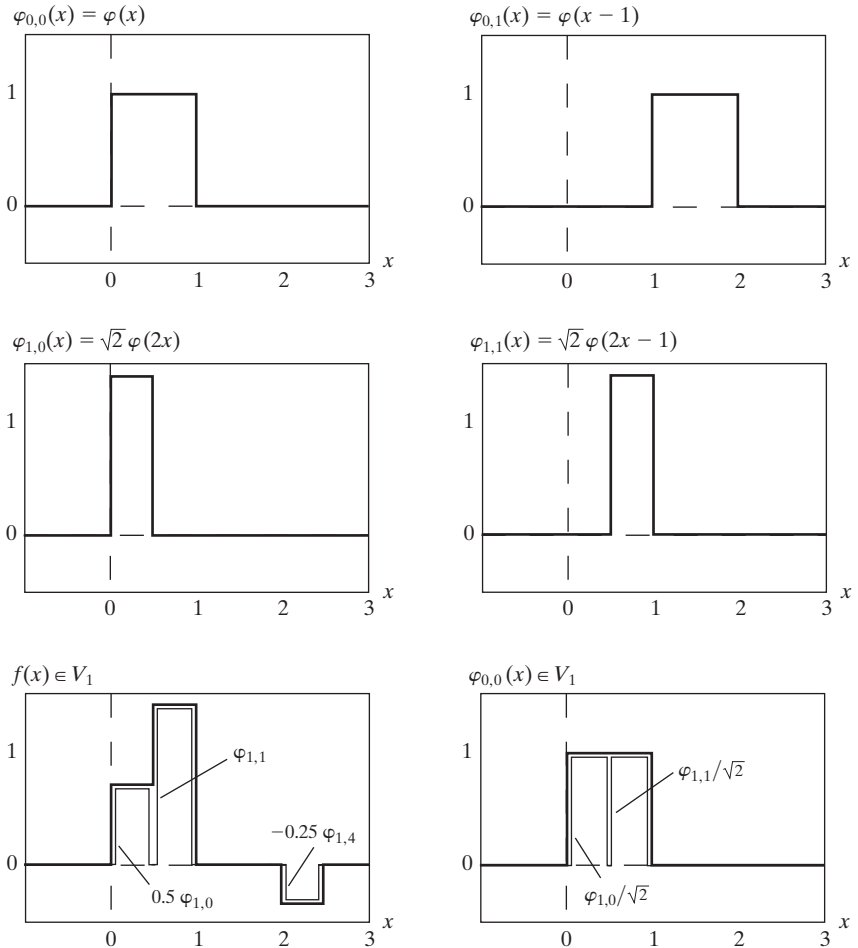 φ₀,₀(x) = φ(x)
1
0
0 1 2 3 x
φ₀,₁(x) = φ(x − 1)
1
0
0 1 2 3 x
φ₁,₀(x) = √2 φ(2x)
1
0
0 1 2 3 x
φ₁,₁(x) = √2 φ(2x − 1)
1
0
0 1 2 3 x
f(x) ∈ V₁
1
φ₁,₁
−0.25 φ₁,₄
0
0.5 φ₁,₀
0 1 2 3 x
φ₀,₀(x) ∈ V₁
1
φ₁,₁/√2
0
φ₁,₀/√2
0 1 2 3 x